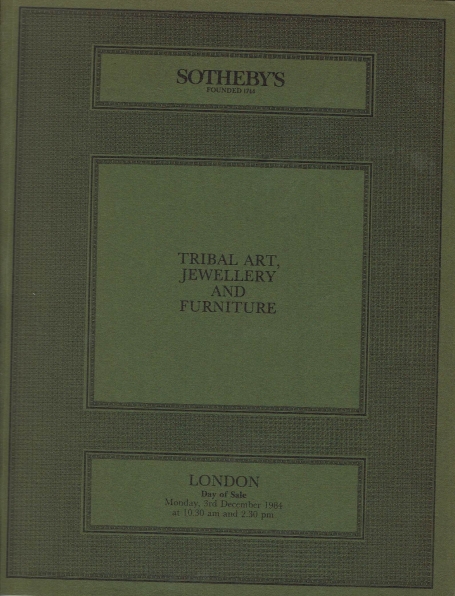 SOTHEBY'S
FOUNDED 1744
TRIBAL ART,
JEWELLERY
AND
FURNITURE
LONDON
Day of Sale
Monday, 3rd December 1984
at 10.30 am and 2.30 pm